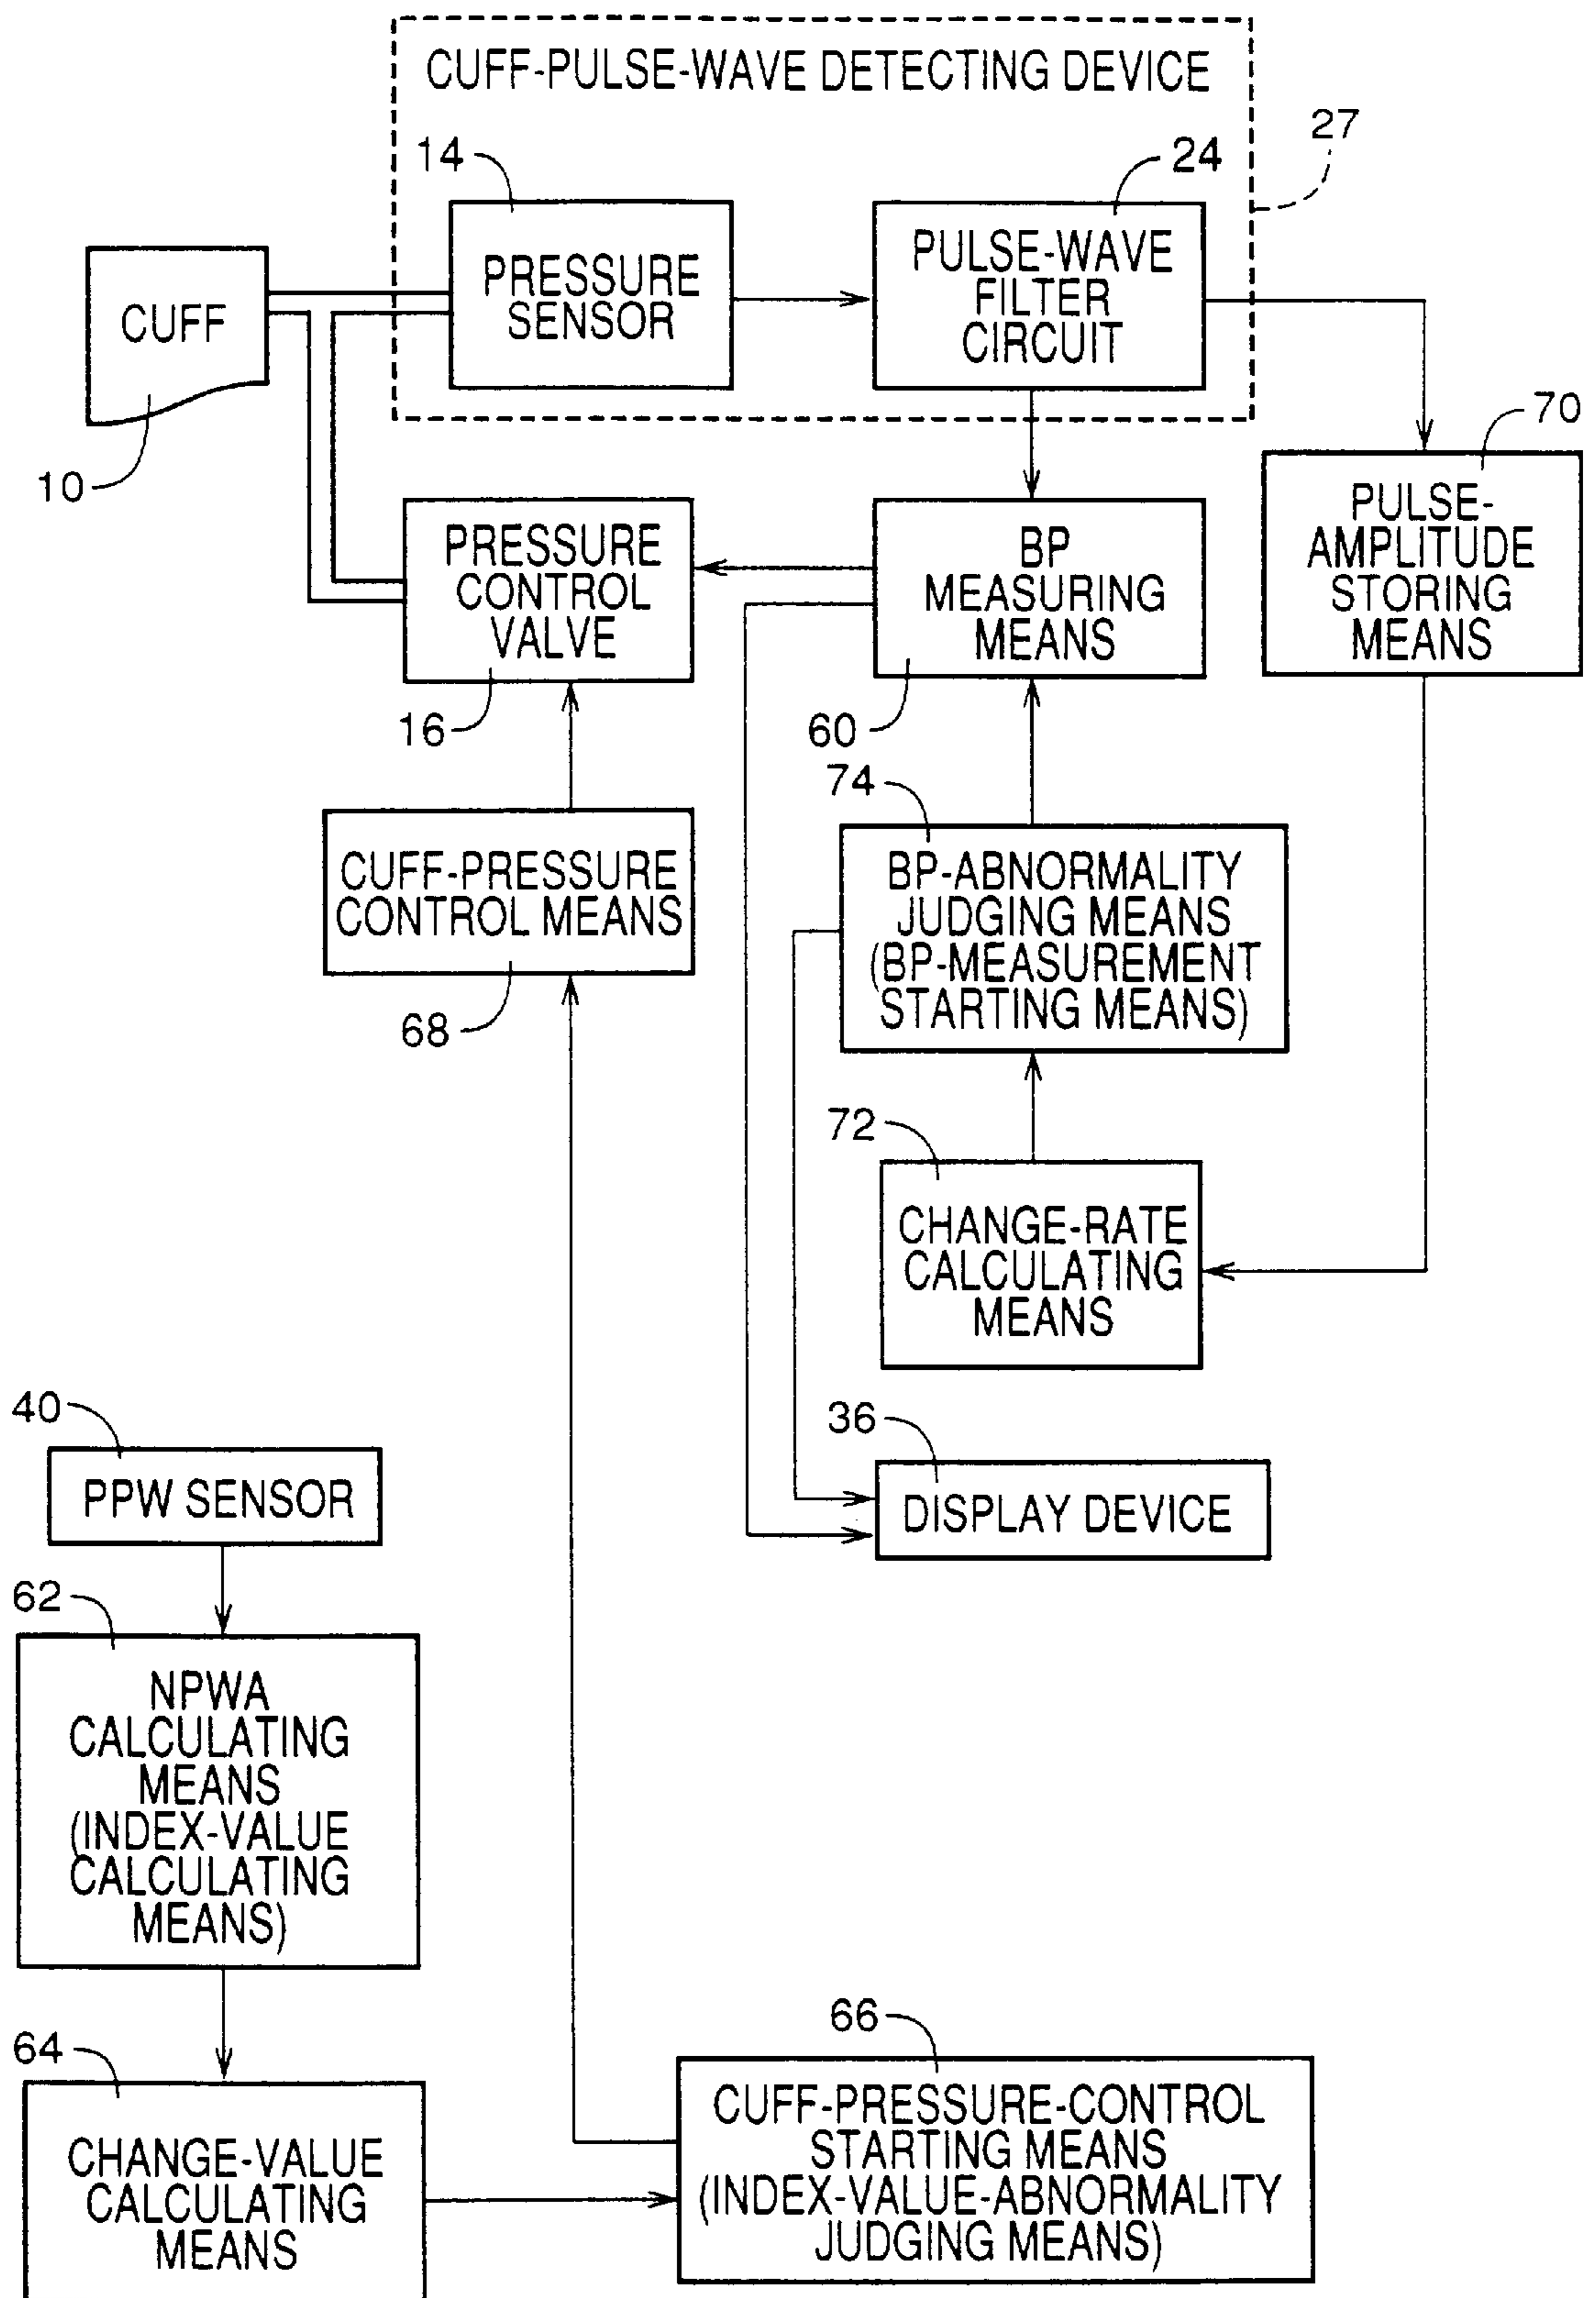 CUFF-PULSE-WAVE DETECTING DEVICE
27
14
24
CUFF
PRESSURE
SENSOR
PULSE-WAVE
FILTER
CIRCUIT
10
70
PRESSURE
CONTROL
VALVE
BP
MEASURING
MEANS
PULSE-
AMPLITUDE
STORING
MEANS
16
60
74
CUFF-PRESSURE
CONTROL MEANS
BP-ABNORMALITY
JUDGING MEANS
(BP-MEASUREMENT
STARTING MEANS)
68
72
CHANGE-RATE
CALCULATING
MEANS
40
36
PPW SENSOR
DISPLAY DEVICE
62
NPWA
CALCULATING
MEANS
(INDEX-VALUE
CALCULATING
MEANS)
64
66
CHANGE-VALUE
CALCULATING
MEANS
CUFF-PRESSURE-CONTROL
STARTING MEANS
(INDEX-VALUE-ABNORMALITY
JUDGING MEANS)